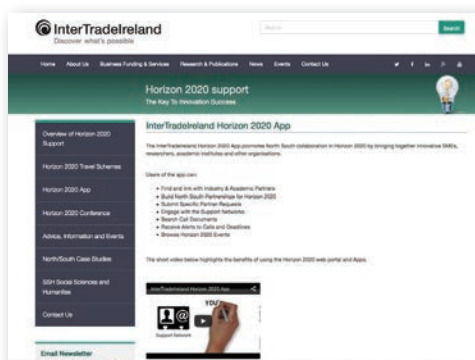 InterTradeIreland
Discover what's possible
Search
Search
Home About Us Business Funding & Services Research & Publications News Events Contact Us
Horizon 2020 support
The Key To Innovation Success
Overview of Horizon 2020 Support
Horizon 2020 Travel Schemes
Horizon 2020 App
Horizon 2020 Conference
Advice, Information and Events
North/South Case Studies
SSH Social Sciences and Humanities
Contact Us
Email Newsletter
InterTradeIreland Horizon 2020 App
The InterTradeIreland Horizon 2020 App promotes North South collaboration in Horizon 2020 by bringing together innovative SMEs,
researchers, academic institutes and other organisations.
Users of the app can:
Find and link with Industry & Academic Partners
Build North South Partnerships for Horizon 2020
Submit Specific Partner Requests
Engage with the Support Networks
Search Call Documents
Receive Alerts to Calls and Deadlines
Browse Horizon 2020 Events
The short video below highlights the benefits of using the Horizon 2020 web portal and Apps.
InterTradeIreland Horizon 2020 App
YOU'
Support Network